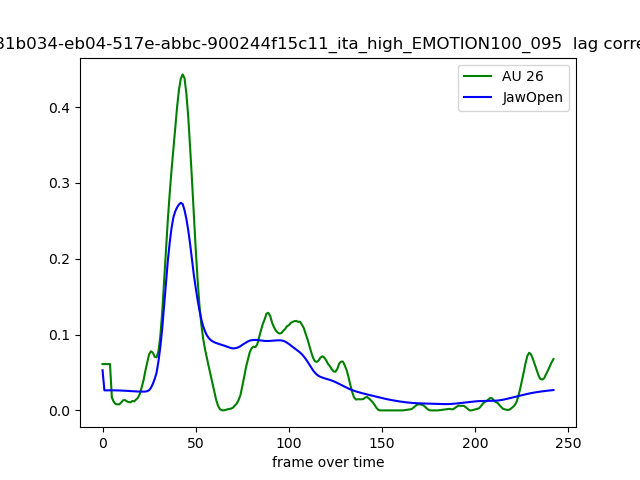 31b034-eb04-517e-abbc-900244f15c11_ita_high_EMOTION100_095 lag corre
AU 26
JawOpen
0.4
0.3
0.2
0.1
0.0
0 50 100 150 200 250
frame over time